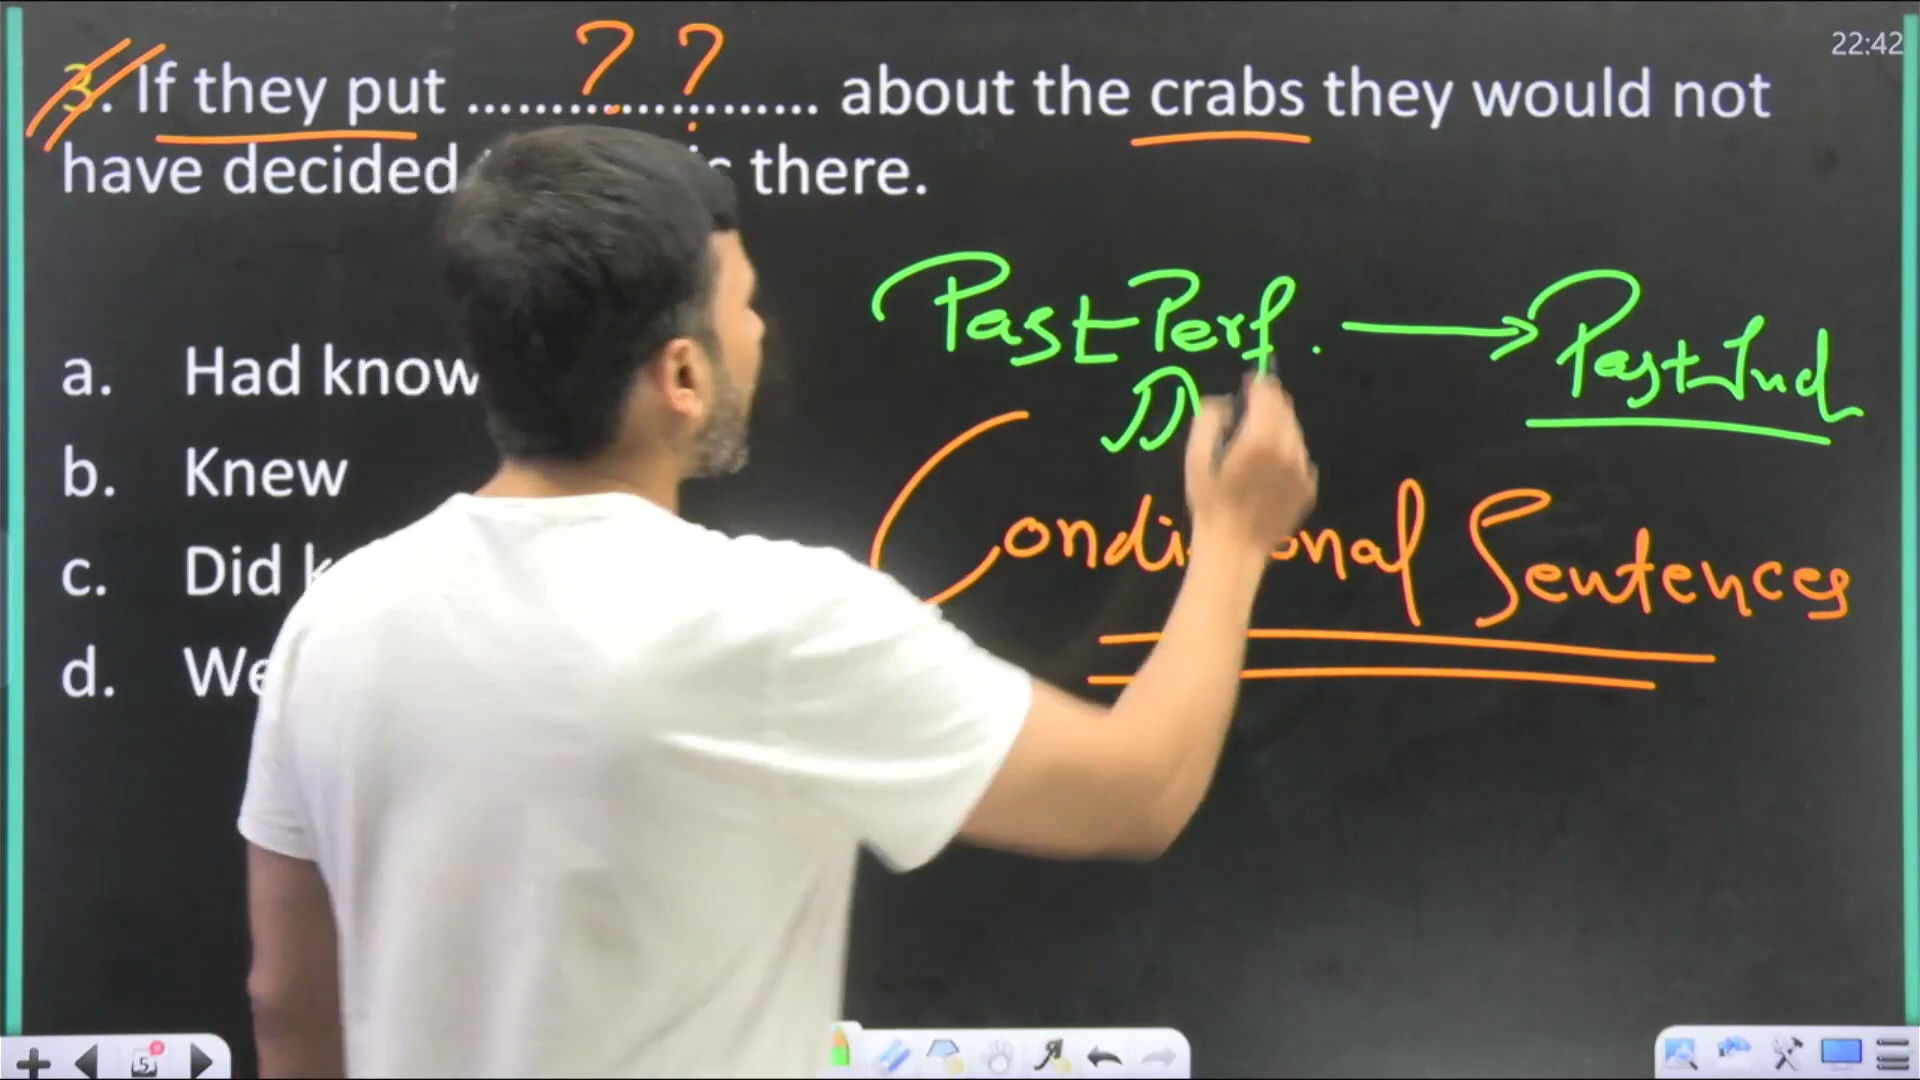 22:42
3. If they put ........................ about the crabs they would not
have decided there.
Past Perf. → Past Ind
a. Had know
b. Knew
Conditional Sentences
c. Did
d. We
5